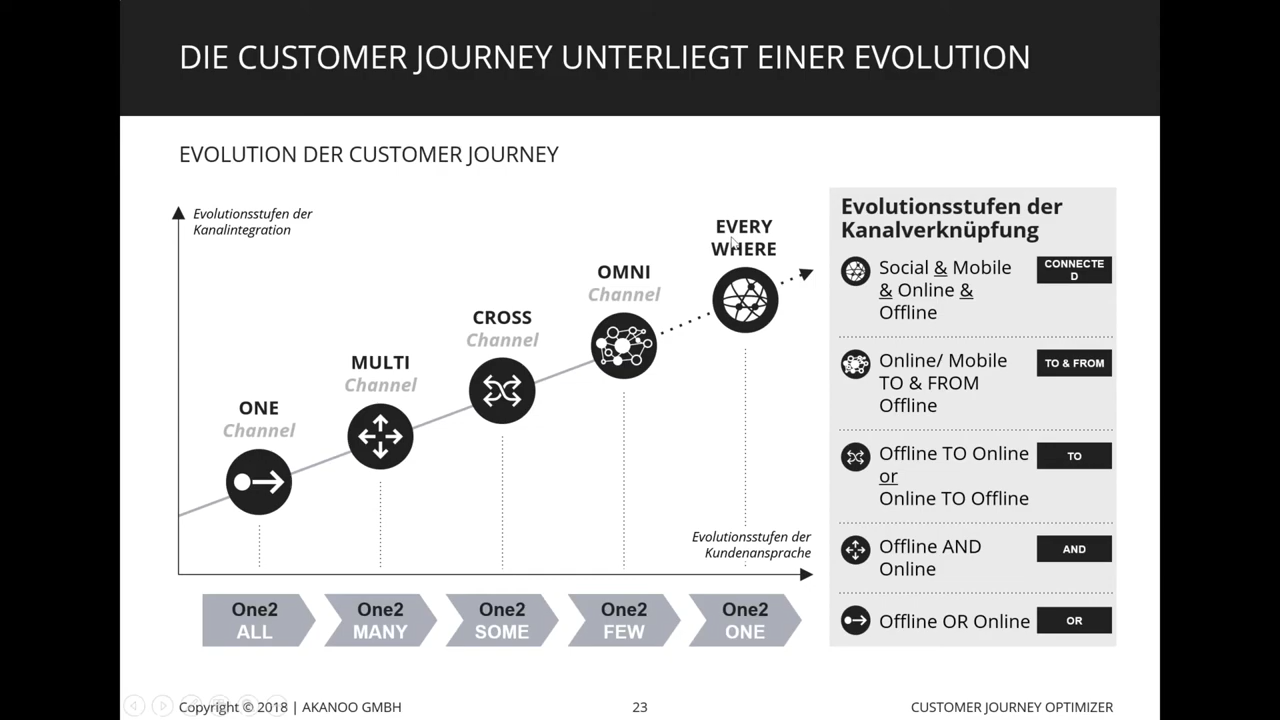 DIE CUSTOMER JOURNEY UNTERLIEGT EINER EVOLUTION
EVOLUTION DER CUSTOMER JOURNEY
Evolutionsstufen der
Kanalintegration
EVERY
WHERE
OMNI
Channel
CROSS
Channel
MULTI
Channel
ONE
Channel
Evolutionsstufen der
Kundenansprache
One2
ALL
One2
MANY
One2
SOME
One2
FEW
One2
ONE
Evolutionsstufen der
Kanalverknüpfung
Social & Mobile
& Online &
Offline
CONNECTE
D
Online/ Mobile
TO & FROM
Offline
TO & FROM
Offline TO Online
or
Online TO Offline
TO
Offline AND
Online
AND
Offline OR Online
OR
Copyright © 2018 | AKANOO GMBH
23
CUSTOMER JOURNEY OPTIMIZER